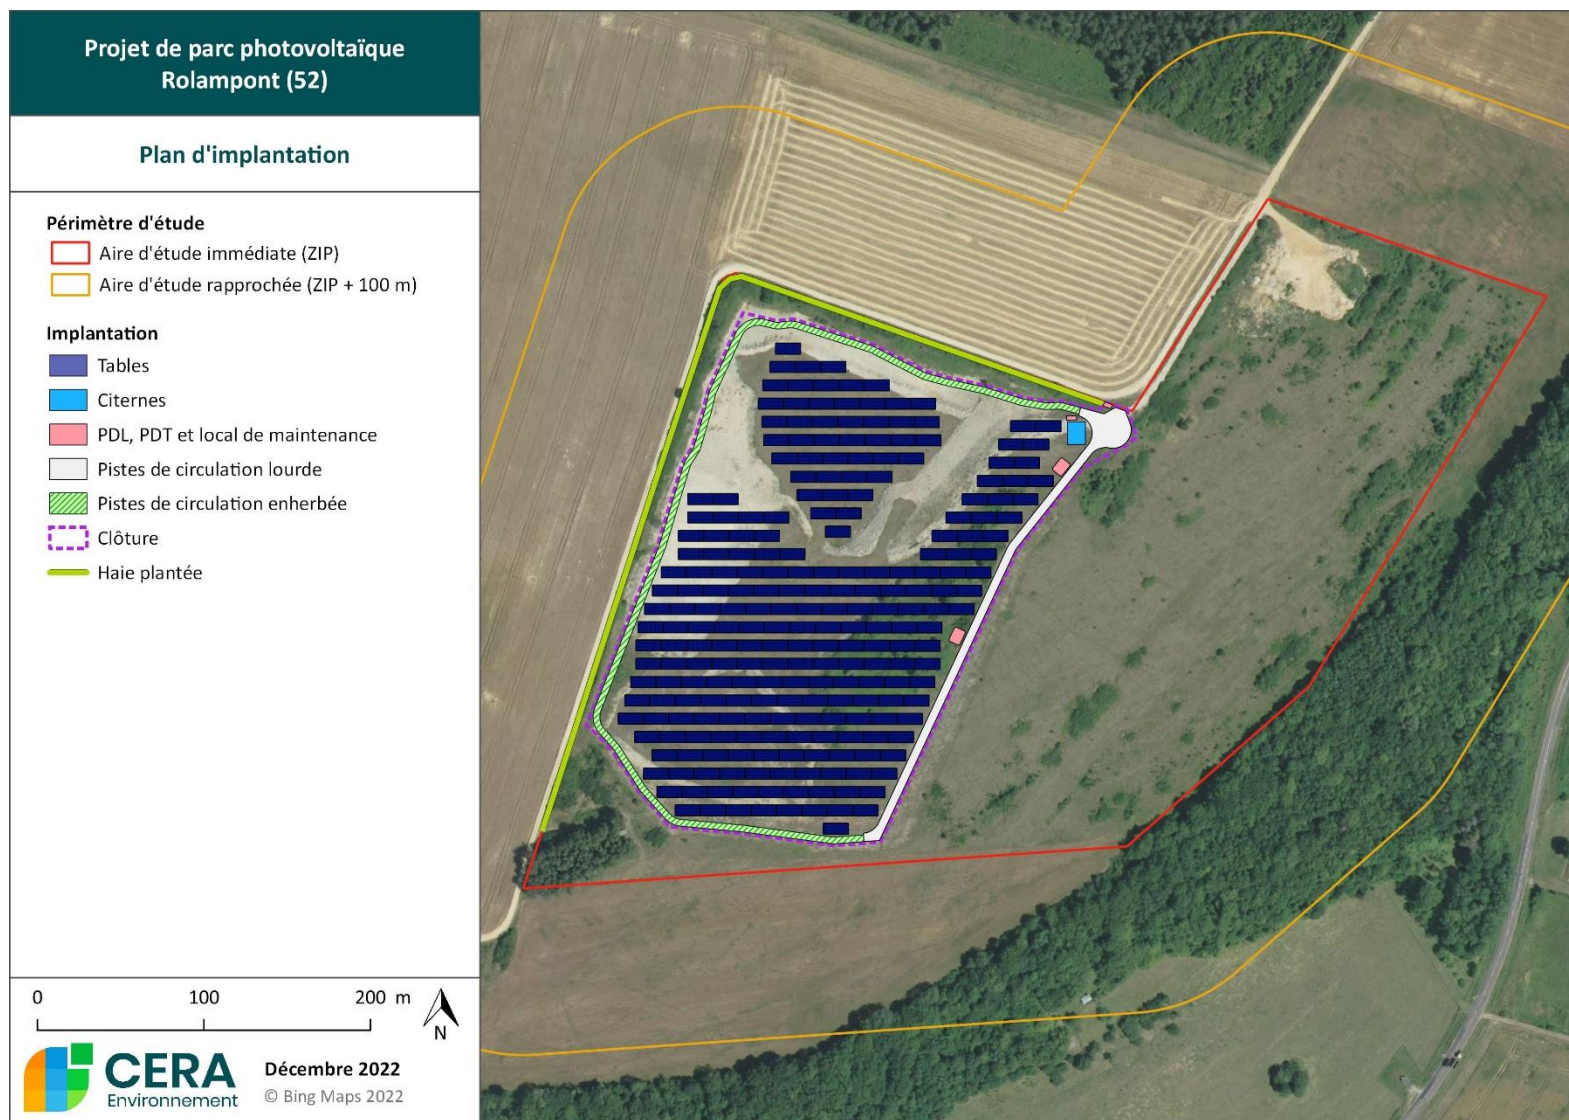 Projet de parc photovoltaïque
Rolampont (52)
Plan d'implantation
Périmètre d'étude
Aire d'étude immédiate (ZIP)
Aire d'étude rapprochée (ZIP + 100 m)
Implantation
Tables
Citernes
PDL, PDT et local de maintenance
Pistes de circulation lourde
Pistes de circulation enherbée
Clôture
Haie plantée
0 100 200 m
N
CERA
Environnement
Décembre 2022
© Bing Maps 2022